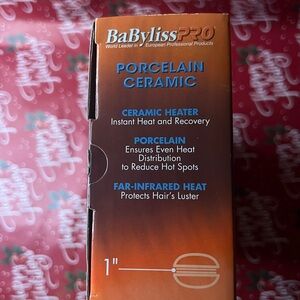 BaBylissPRO
World Leader in European Professional Products
PORCELAIN
CERAMIC
CERAMIC HEATER
Instant Heat and Recovery
PORCELAIN
Ensures Even Heat
Distribution
to Reduce Hot Spots
FAR-INFRARED HEAT
Protects Hair's Luster
1"